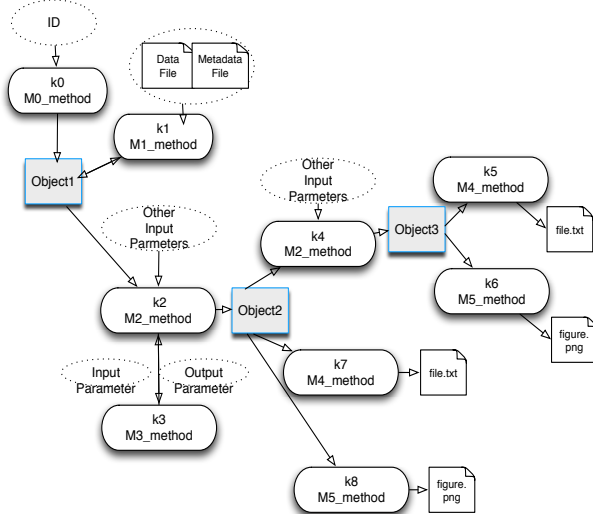 ID
k0
M0_method
Data
File
Metadata
File
k1
M1_method
Object1
Other
Input
Parmeters
k2
M2_method
Input
Parameter
Output
Parameter
k3
M3_method
Object2
Other
Input
Parmeters
k4
M2_method
Object3
k5
M4_method
file.txt
k6
M5_method
figure.
png
k7
M4_method
file.txt
k8
M5_method
figure.
png